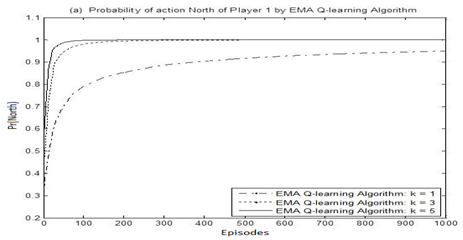 (a) Probability of action North of Player 1 by EMA Q-learning Algorithm
1.1
1
0.9
0.8
0.7
0.6
0.5
0.4
0.3
0.2
Pr(North)
0 100 200 300 400 500 600 700 800 900 1000
Episodes
EMA Q-learning Algorithm: k = 1
EMA Q-learning Algorithm: k = 3
EMA Q-learning Algorithm: k = 5